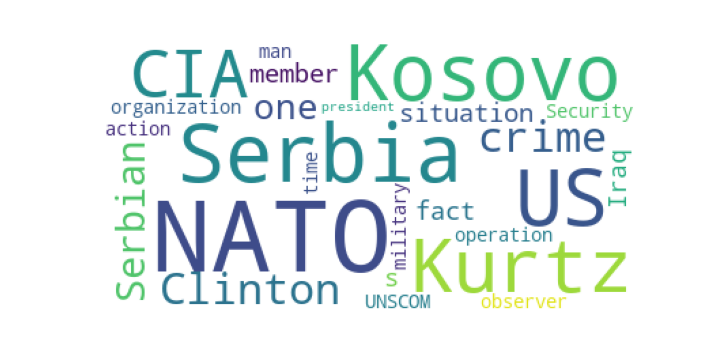 man
CIA
member
Kosovo
organization
one
president
situation
Security
action
crime
Serbia
time
Iraq
Serbian
NATO
military
US
fact
operation
Kurtz
Clinton
s
UNSCOM
observer